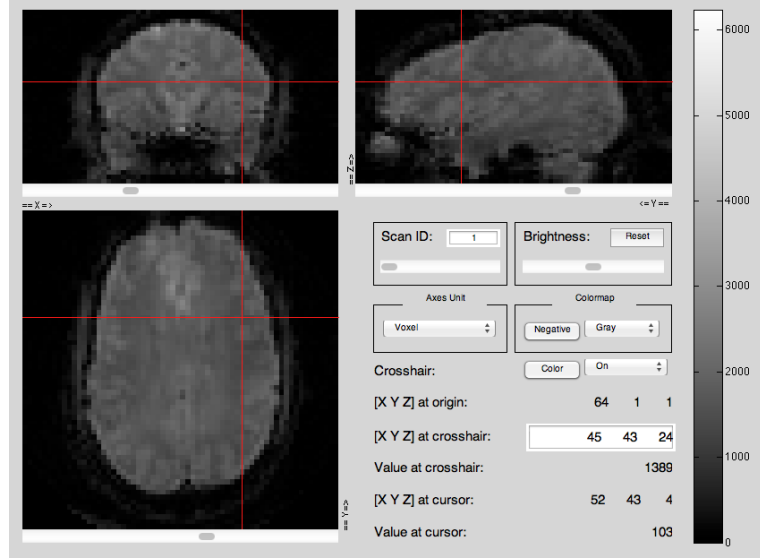 6000
5000
4000
3000
2000
1000
0
<= Z ==
== X =>
<= Y ==
Scan ID: 1
Brightness: Reset
Axes Unit
Colormap
Voxel
Negative Gray
Crosshair: Color On
[X Y Z] at origin: 64 1 1
[X Y Z] at crosshair: 45 43 24
Value at crosshair: 1389
[X Y Z] at cursor: 52 43 4
Value at cursor: 103
== Y =>